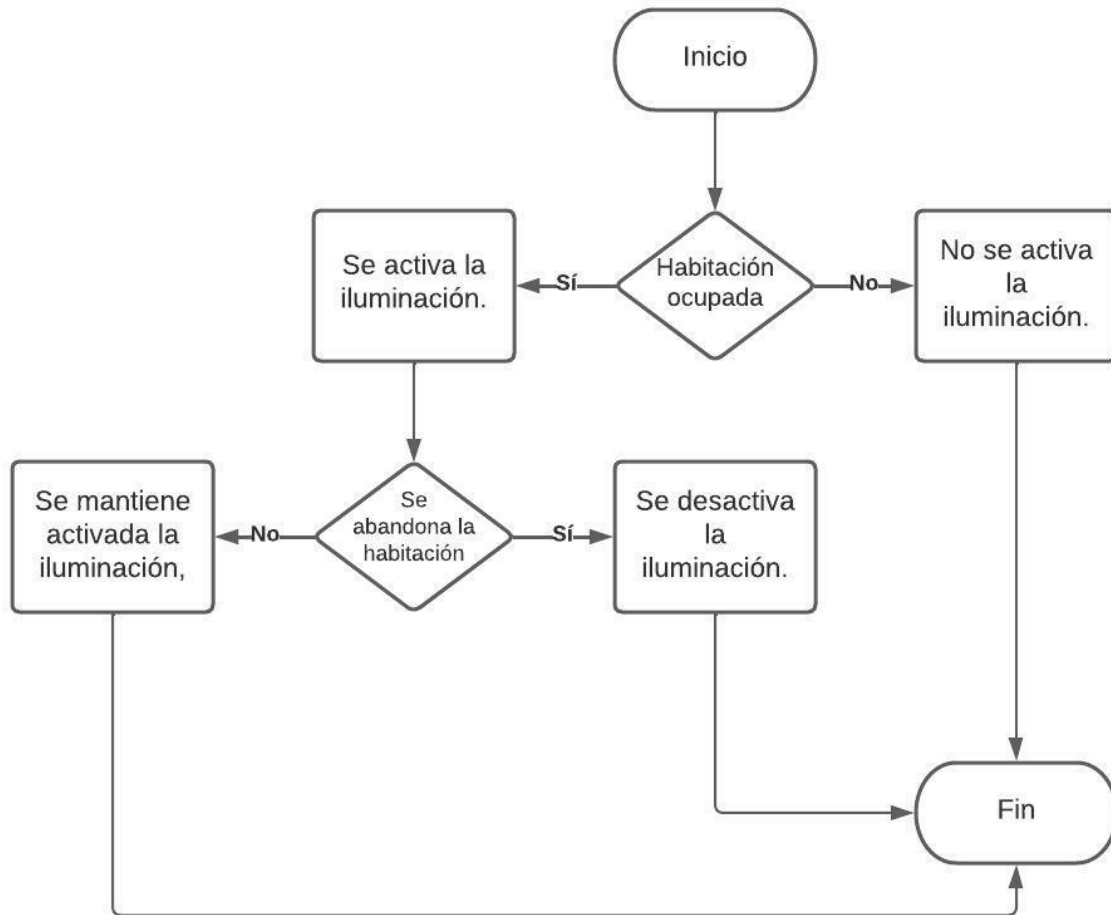 Inicio
Se activa la
iluminación.
Sí
Habitación
ocupada
No
No se activa
la
iluminación.
Se mantiene
activada la
iluminación,
No
Se
abandona la
habitación
Sí
Se desactiva
la
iluminación.
Fin